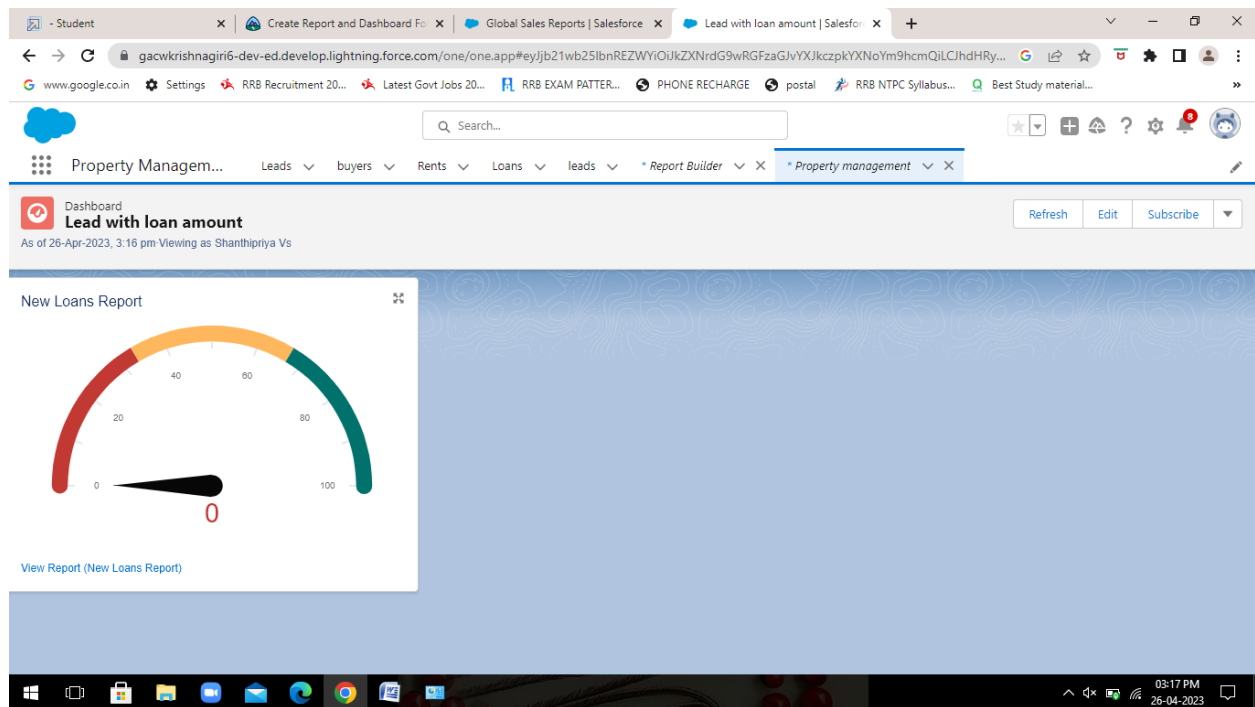 - Student
Create Report and Dashboard Fo
Global Sales Reports | Salesforce
Lead with loan amount | Salesfor
gacwkrishnagiri6-dev-ed.develop.lightning.force.com/one/one.app#eyJjb21wb25lbnREZWYiOiJkZXNrdG9wRGFzaGJvYXJkczpkYXNoYm9hcmQiLCJhdHRy...
www.google.co.in Settings RRB Recruitment 20... Latest Govt Jobs 20... RRB EXAM PATTER... PHONE RECHARGE postal RRB NTPC Syllabus... Best Study material... »
Search...
8
Property Managem... Leads buyers Rents Loans leads * Report Builder * Property management
Dashboard
Lead with loan amount
As of 26-Apr-2023, 3:16 pm·Viewing as Shanthipriya Vs
Refresh Edit Subscribe
New Loans Report
40 60
20 80
0 100
0
View Report (New Loans Report)
03:17 PM
26-04-2023